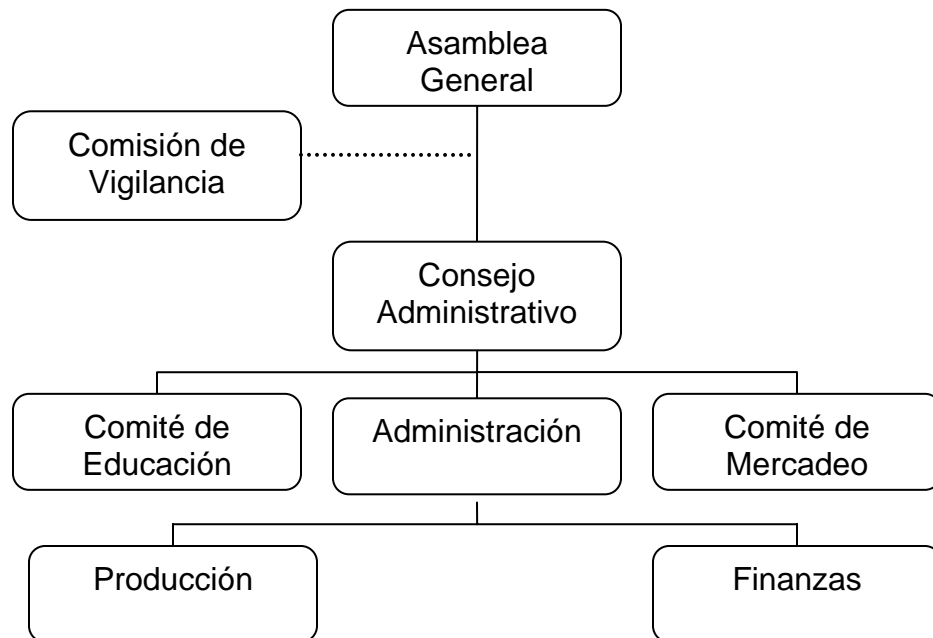 Asamblea
General
Comisión de
Vigilancia
Consejo
Administrativo
Comité de
Educación
Administración
Comité de
Mercadeo
Producción
Finanzas